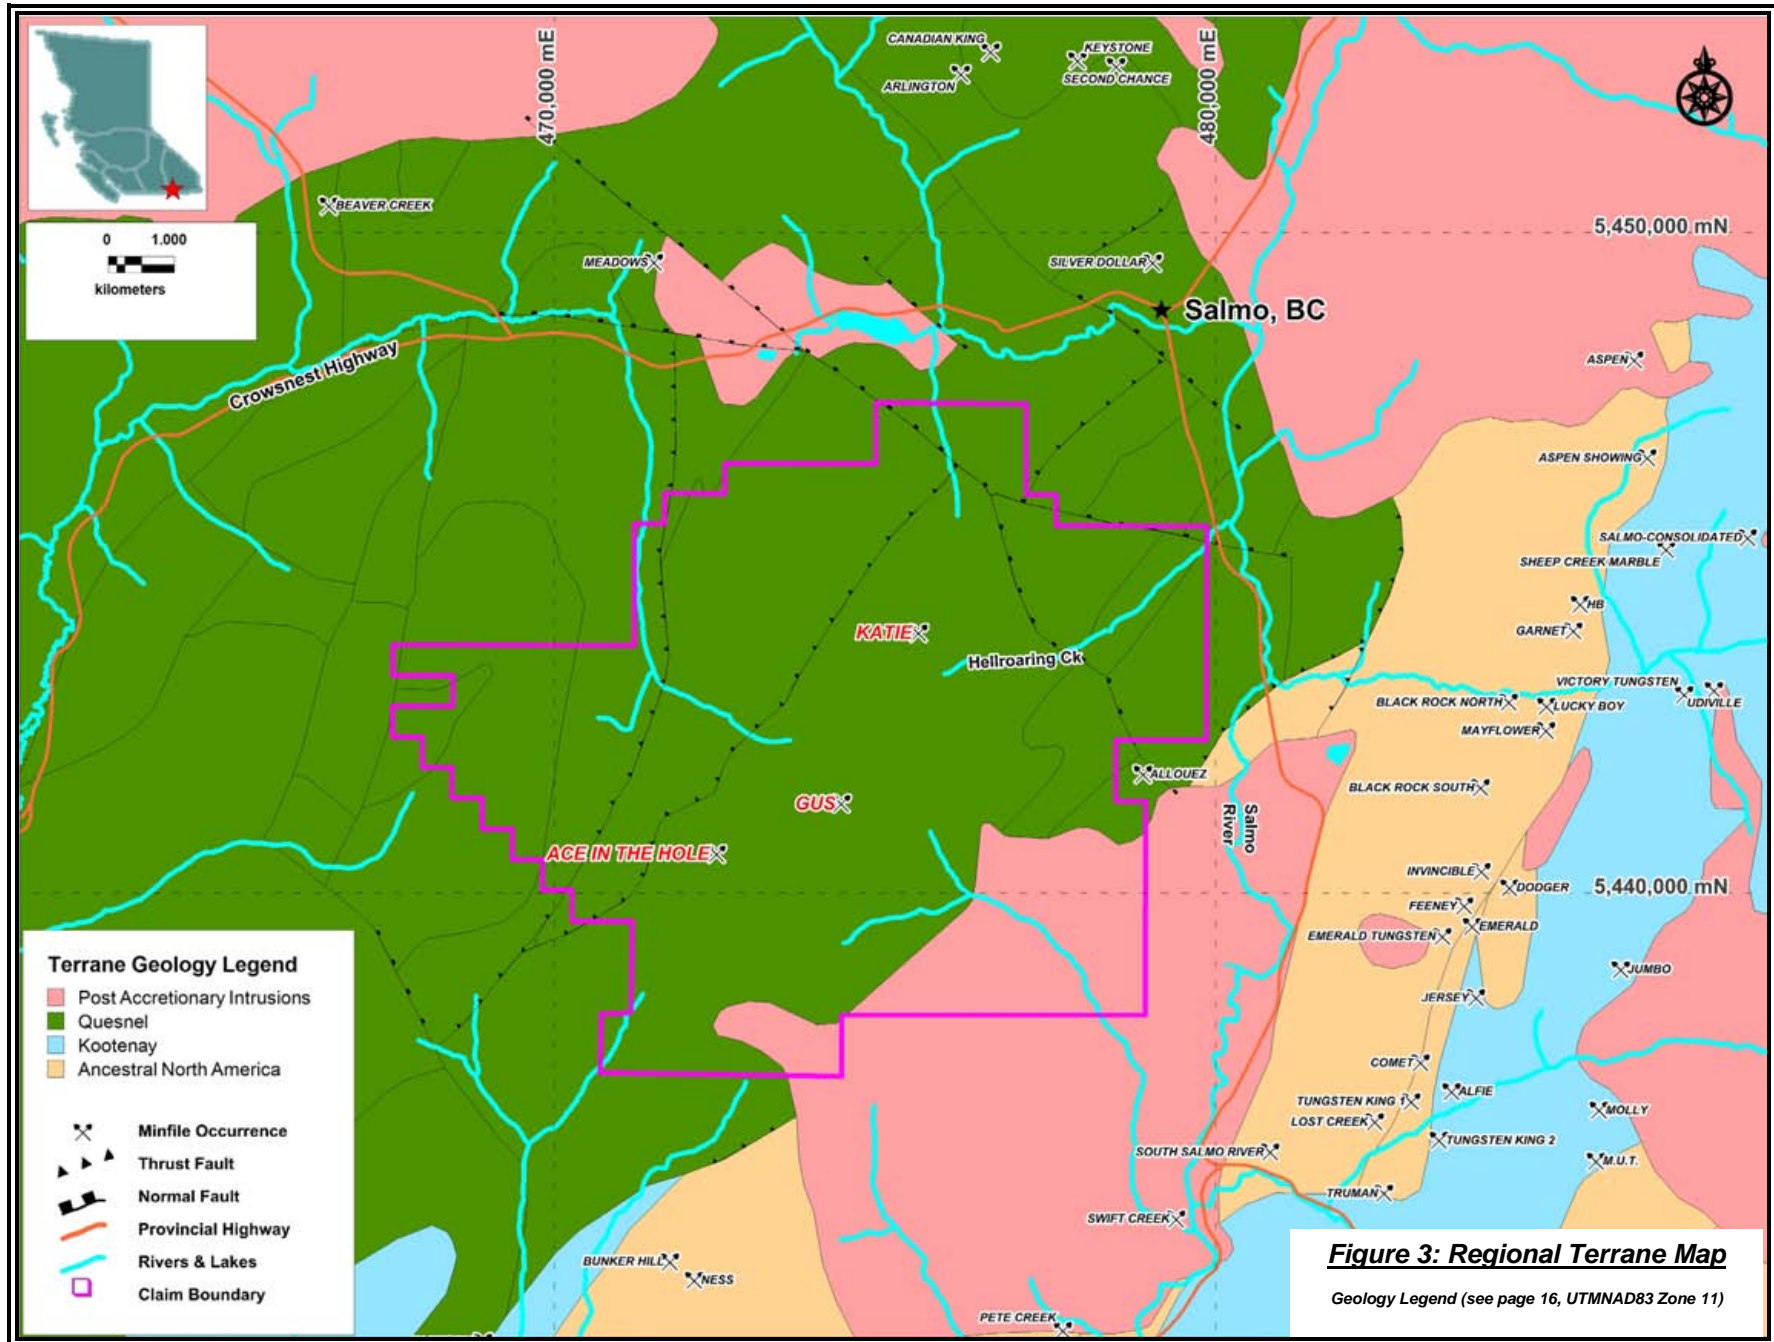 CANADIAN KING
KEYSTONE
ARLINGTON
SECOND CHANCE
470,000 mE
480,000 mE
BEAVER CREEK
5,450,000 mN
0 1.000
kilometers
MEADOWS
SILVER DOLLAR
Salmo, BC
ASPEN
Crowsnest Highway
ASPEN SHOWING
SALMO-CONSOLIDATED
SHEEP CREEK MARBLE
HB
GARNET
KATIE
Hellroaring Ck
VICTORY TUNGSTEN
UDIVILLE
BLACK ROCK NORTH
LUCKY BOY
MAYFLOWER
ALLOUEZ
BLACK ROCK SOUTH
GUS
Salmo
River
ACE IN THE HOLE
INVINCIBLE
DODGER
5,440,000 mN
FEENEY
EMERALD
EMERALD TUNGSTEN
JUMBO
JERSEY
COMET
ALFIE
TUNGSTEN KING 1
MOLLY
LOST CREEK
TUNGSTEN KING 2
SOUTH SALMO RIVER
M.U.T.
TRUMAN
SWIFT CREEK
BUNKER HILL
NESS
PETE CREEK
Terrane Geology Legend
Post Accretionary Intrusions
Quesnel
Kootenay
Ancestral North America
Minfile Occurrence
Thrust Fault
Normal Fault
Provincial Highway
Rivers & Lakes
Claim Boundary
Figure 3: Regional Terrane Map
Geology Legend (see page 16, UTMNAD83 Zone 11)